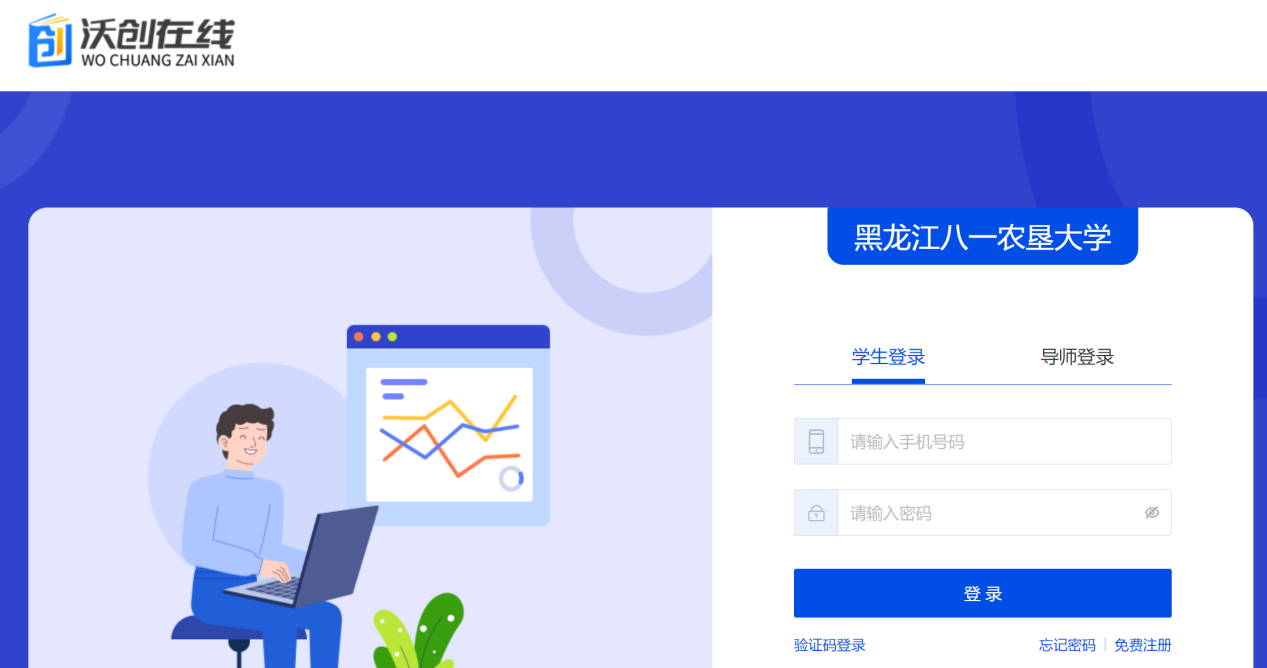 沃创在线
WO CHUANG ZAI XIAN
黑龙江八一农垦大学
学生登录 导师登录
请输入手机号码
请输入密码
登 录
验证码登录 忘记密码 免费注册